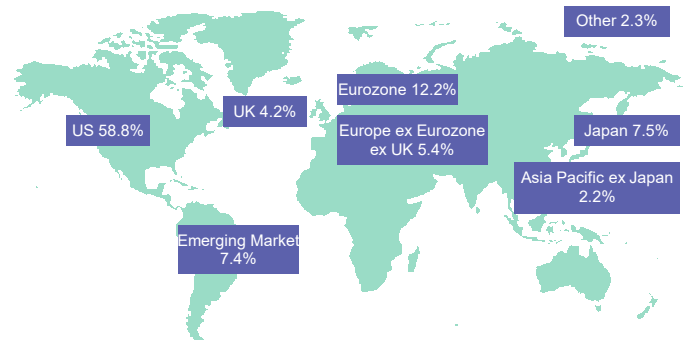 Other 2.3%
Eurozone 12.2%
UK 4.2%
US 58.8%
Europe ex Eurozone
ex UK 5.4%
Japan 7.5%
Asia Pacific ex Japan
2.2%
Emerging Market
7.4%